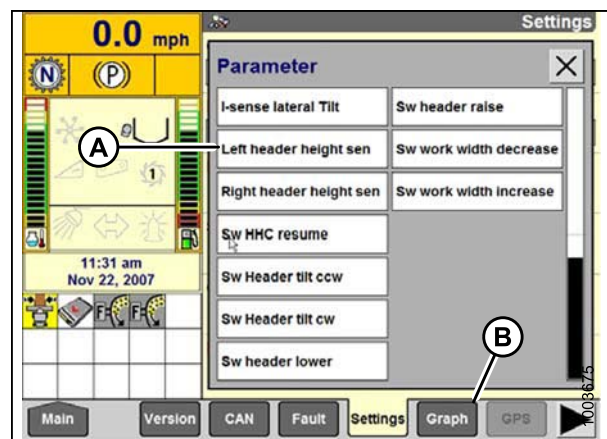 0.0 mph
Settings
N
(P)
Parameter
I-sense lateral Tilt
Sw header raise
A
Left header height sen
Sw work width decrease
1
Right header height sen
Sw work width increase
Sw HHC resume
11:31 am
Nov 22, 2007
Sw Header tilt ccw
F
F
Sw Header tilt cw
B
Sw header lower
1003675
Main
Version
CAN
Fault
Settings
Graph
GPS